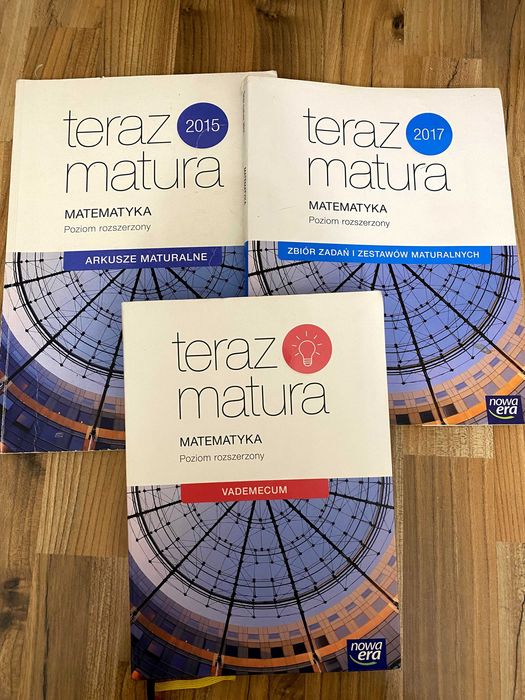 teraz
2015
matura
MATEMATYKA
Poziom rozszerzony
ARKUSZE MATURALNE
teraz
2017
matura
MATEMATYKA
Poziom rozszerzony
ZBIÓR ZADAŃ I ZESTAWÓW MATURALNYCH
nowa
era
teraz
matura
MATEMATYKA
Poziom rozszerzony
VADEMECUM
nowa
era